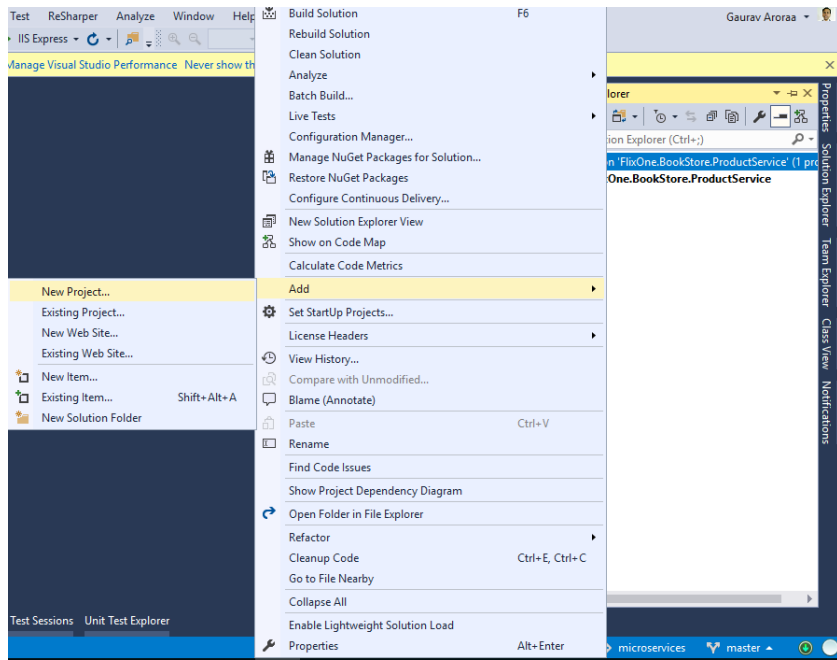 Test ReSharper Analyze Window Help
Gaurav Aroraa
IIS Express
Manage Visual Studio Performance Never show th
Build Solution F6
Rebuild Solution
Clean Solution
Analyze
Batch Build...
Live Tests
Configuration Manager...
Manage NuGet Packages for Solution...
Restore NuGet Packages
Configure Continuous Delivery...
New Solution Explorer View
Show on Code Map
Calculate Code Metrics
Add
Set StartUp Projects...
License Headers
View History...
Compare with Unmodified...
Blame (Annotate)
Paste Ctrl+V
Rename
Find Code Issues
Show Project Dependency Diagram
Open Folder in File Explorer
Refactor
Cleanup Code Ctrl+E, Ctrl+C
Go to File Nearby
Collapse All
Enable Lightweight Solution Load
Properties Alt+Enter
New Project...
Existing Project...
New Web Site...
Existing Web Site...
New Item...
Existing Item... Shift+Alt+A
New Solution Folder
lorer
ion Explorer (Ctrl+;)
n 'FlixOne.BookStore.ProductService' (1 pro
One.BookStore.ProductService
Properties
Solution Explorer
Team Explorer
Class View
Notifications
Test Sessions Unit Test Explorer
microservices master